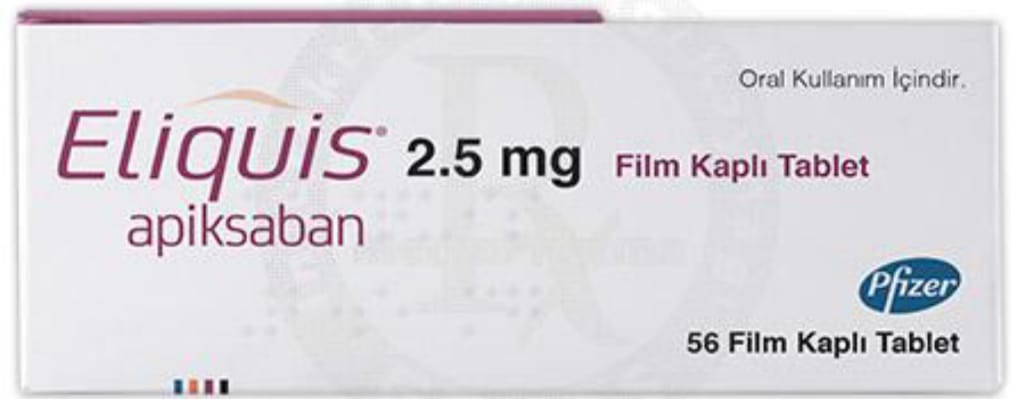 Oral Kullanım İçindir.
Eliquis® 2.5 mg Film Kaplı Tablet
apiksaban
Pfizer
56 Film Kaplı Tablet